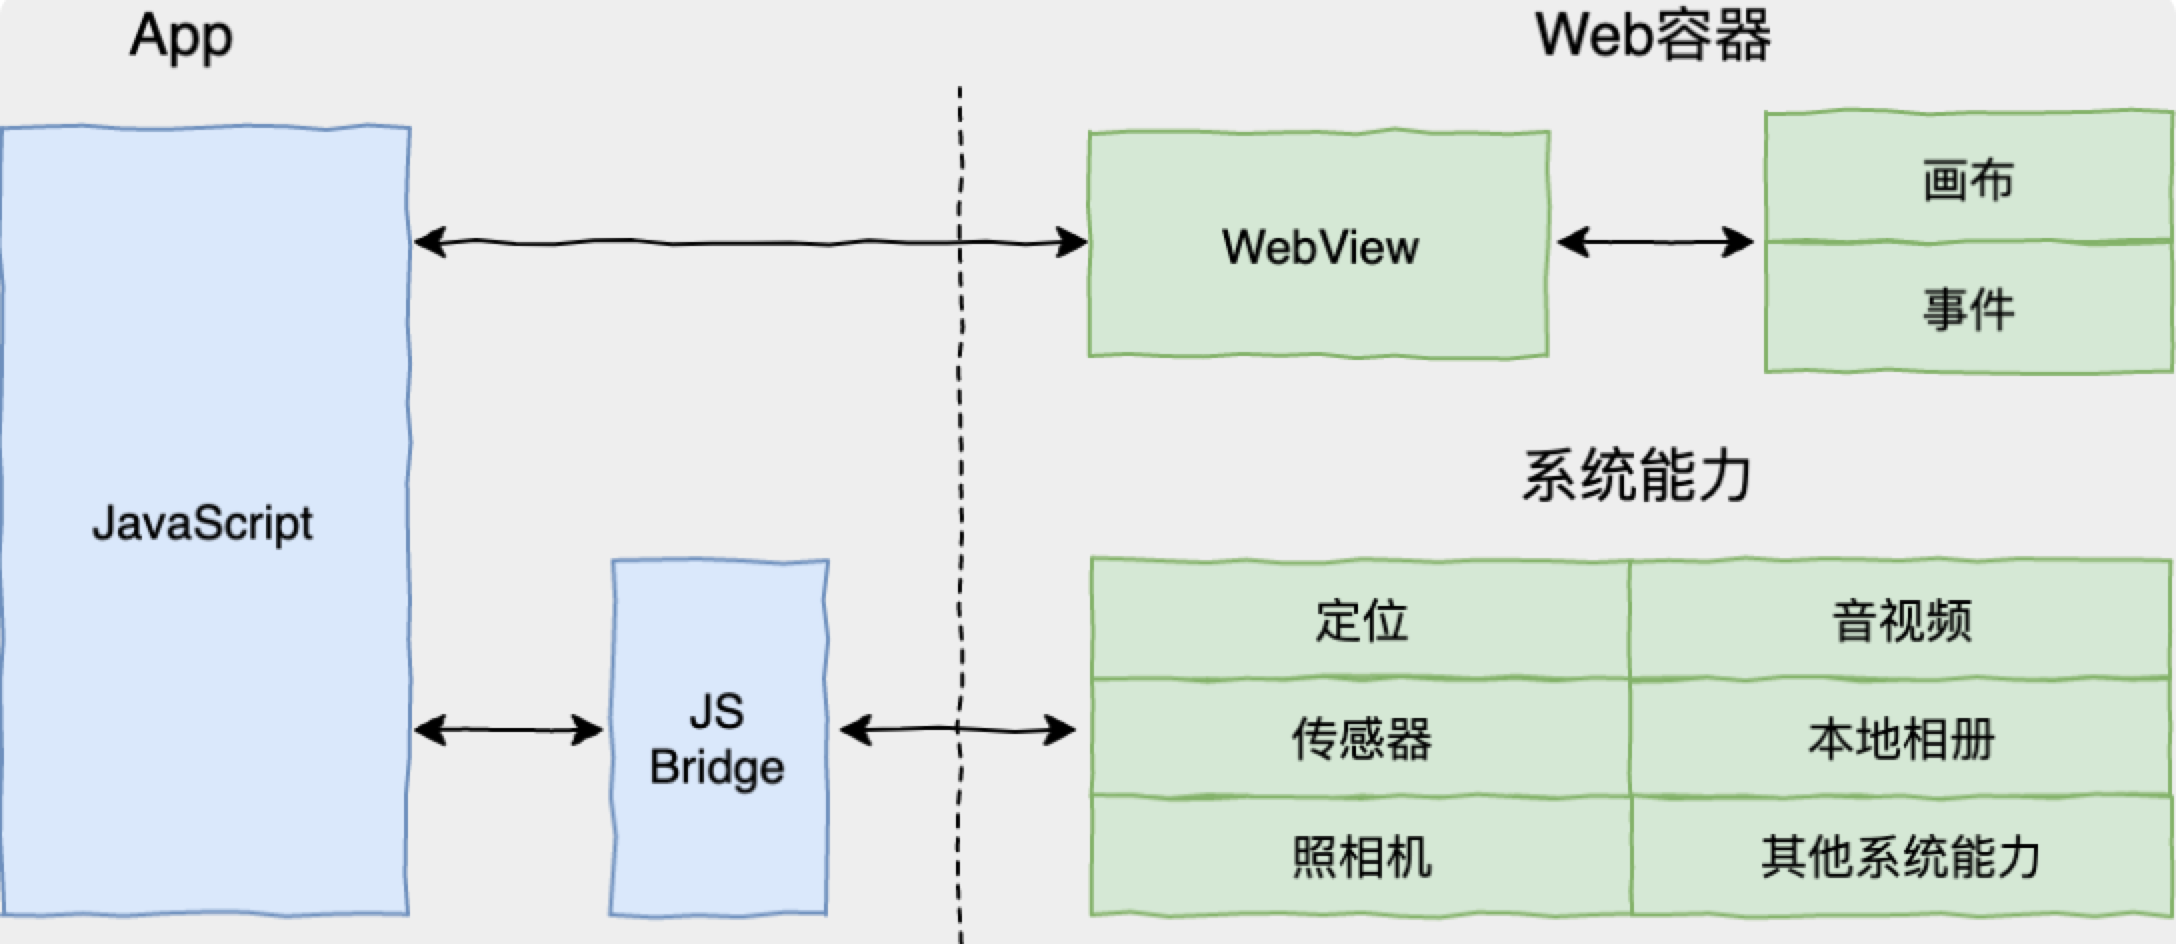 App
Web容器
JavaScript
WebView
画布
事件
系统能力
JS
Bridge
定位
音视频
传感器
本地相册
照相机
其他系统能力